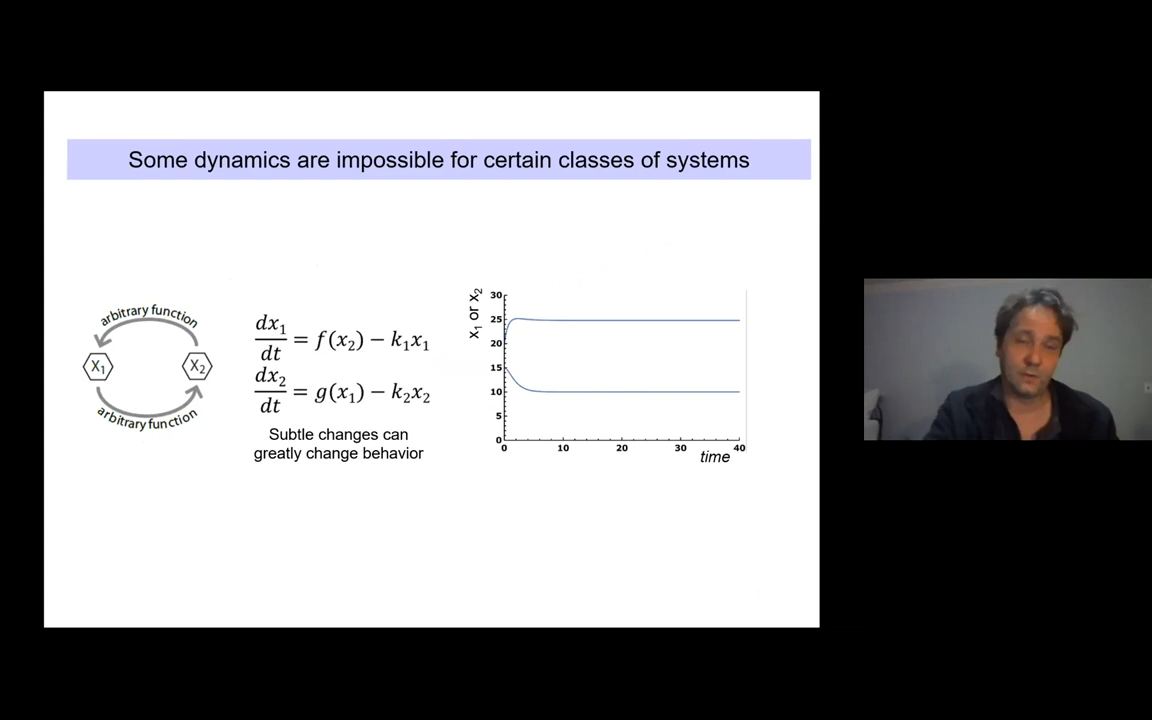 Some dynamics are impossible for certain classes of systems
arbitrary function
X₁
X₂
arbitrary function
dx₁/dt = f(x₂) − k₁x₁
dx₂/dt = g(x₁) − k₂x₂
Subtle changes can
greatly change behavior
x₁ or x₂
30
25
20
15
10
5
0
0 10 20 30 40
time